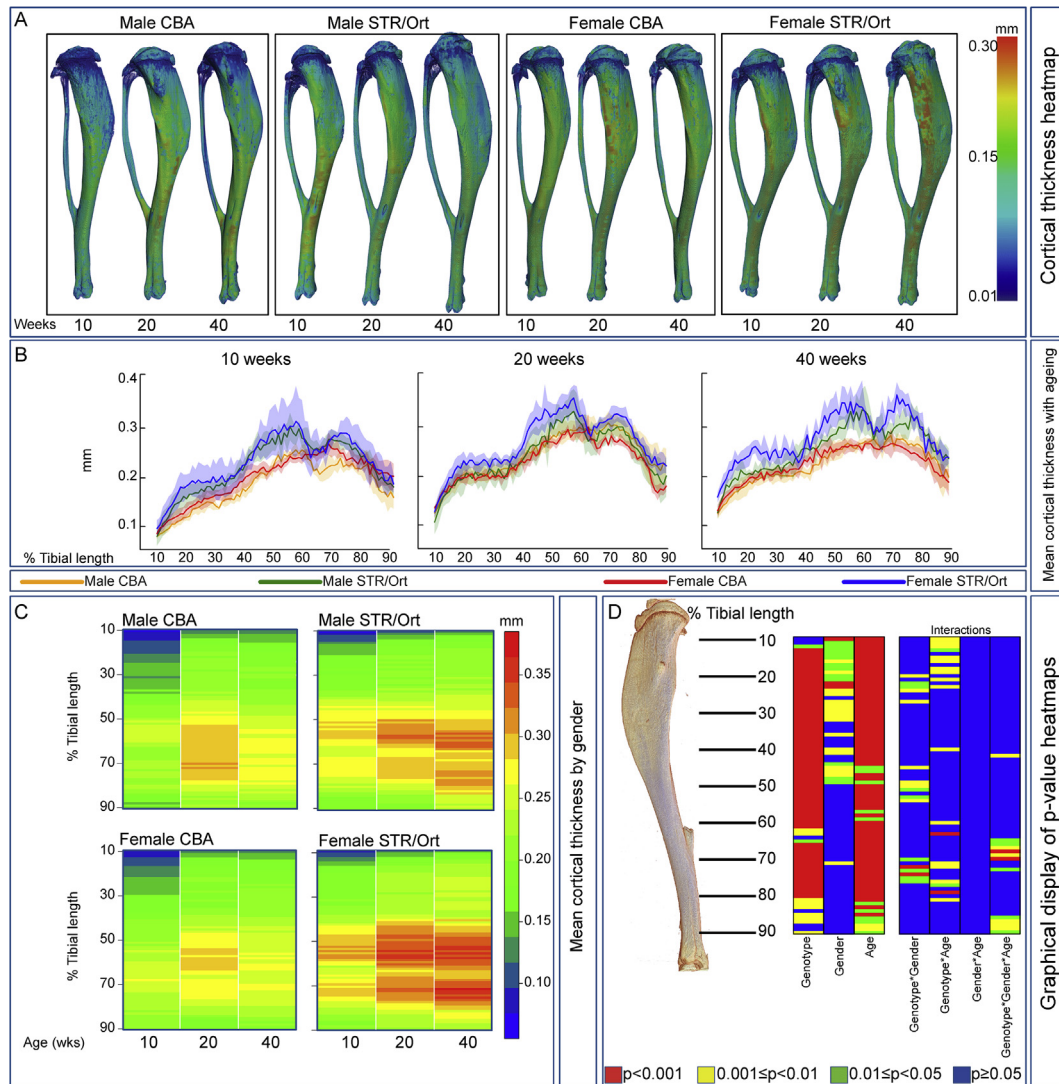 A
Male CBA
Male STR/Ort
Female CBA
Female STR/Ort
mm
0.30
0.15
0.01
Weeks
10 20 40
10 20 40
10 20 40
10 20 40
Cortical thickness heatmap
B
10 weeks
20 weeks
40 weeks
0.4
0.3
0.2
0.1
mm
% Tibial length
10 20 30 40 50 60 70 80 90
10 20 30 40 50 60 70 80 90
10 20 30 40 50 60 70 80 90
Male CBA
Male STR/Ort
Female CBA
Female STR/Ort
Mean cortical thickness with ageing
C
Male CBA
Male STR/Ort
mm
10
30
50
70
90
% Tibial length
Female CBA
Female STR/Ort
10
30
50
70
90
% Tibial length
0.35
0.30
0.25
0.20
0.15
0.10
Age (wks)
10 20 40
10 20 40
Mean cortical thickness by gender
D
% Tibial length
10
20
30
40
50
60
70
80
90
Interactions
Genotype
Gender
Age
Genotype*Gender
Genotype*Age
Gender*Age
Genotype*Gender*Age
p<0.001
0.001≤p<0.01
0.01≤p<0.05
p≥0.05
Graphical display of p-value heatmaps